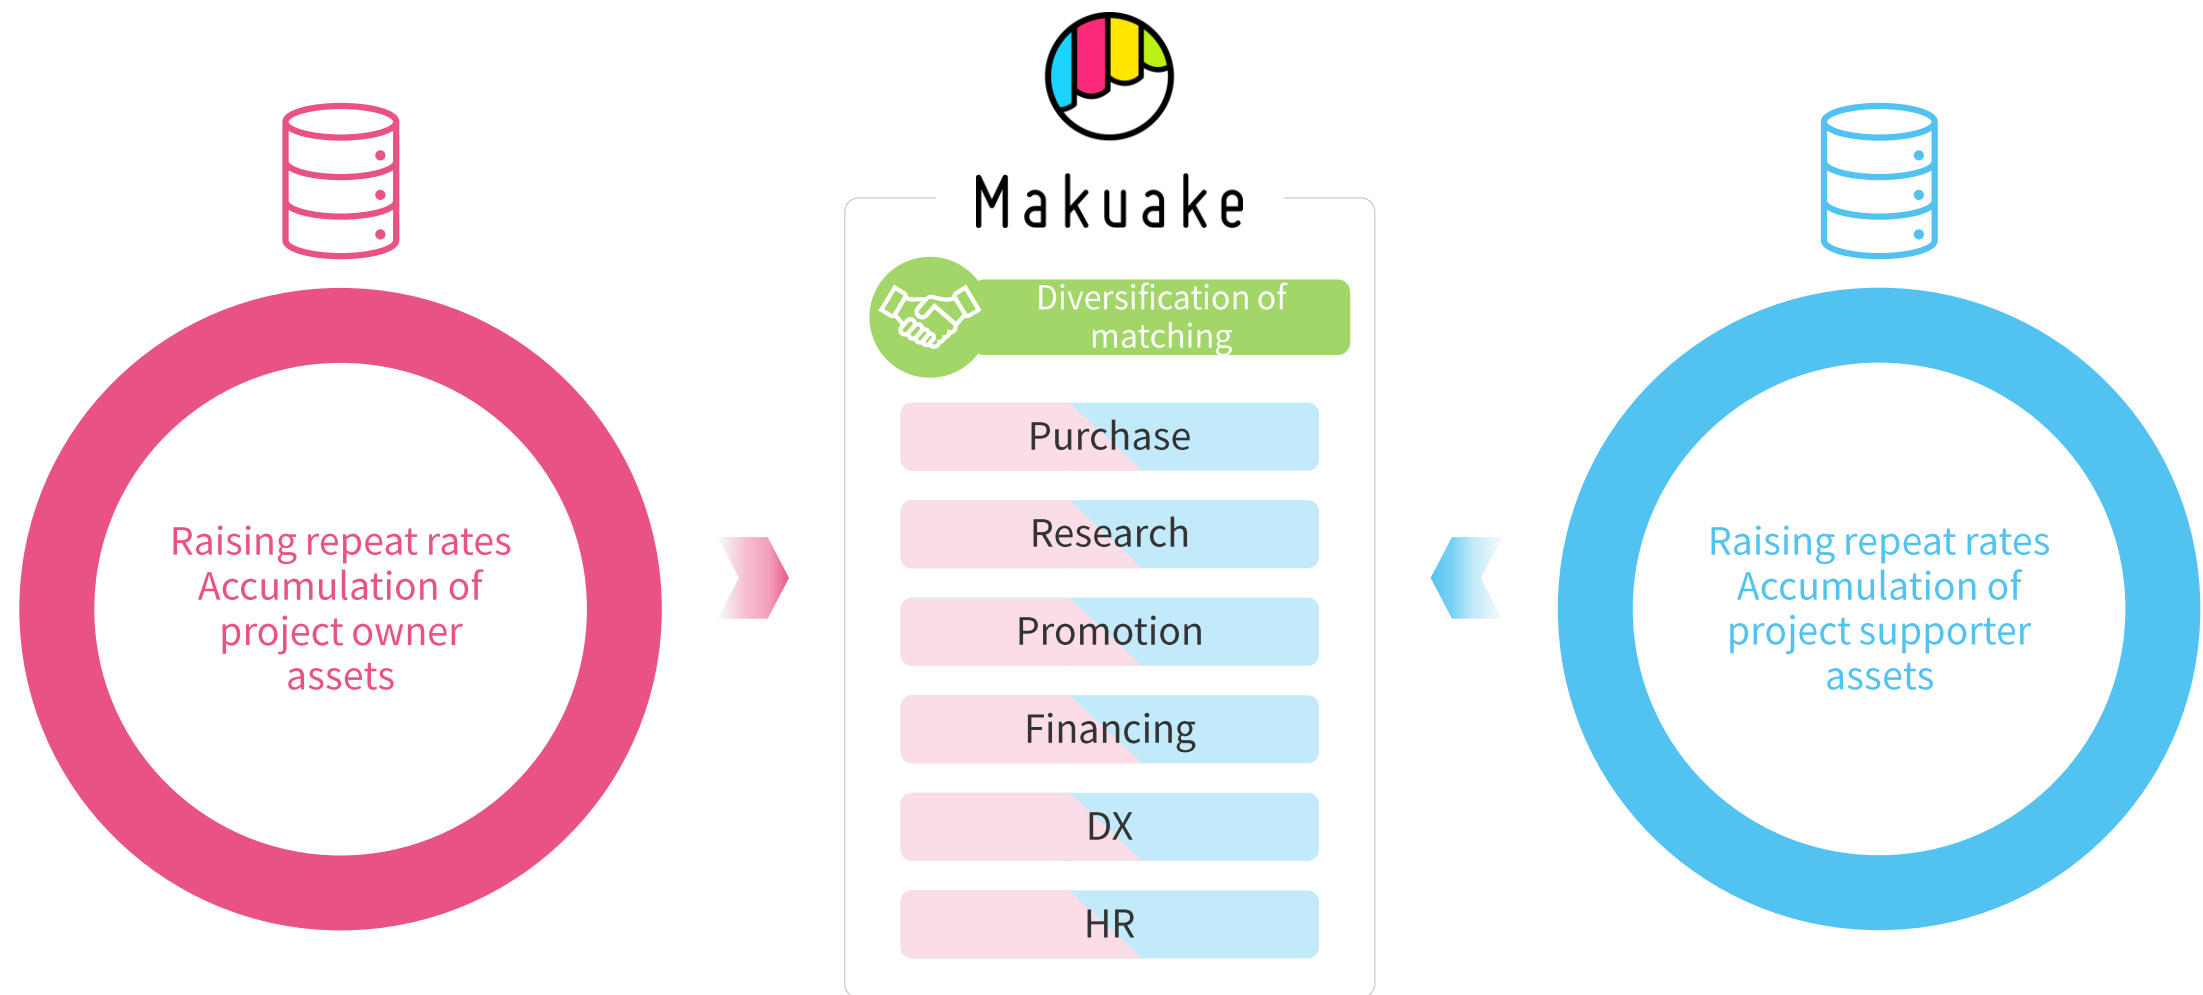 Makuake
Diversification of
matching
Raising repeat rates
Accumulation of
project owner
assets
Purchase
Research
Promotion
Financing
DX
HR
Raising repeat rates
Accumulation of
project supporter
assets